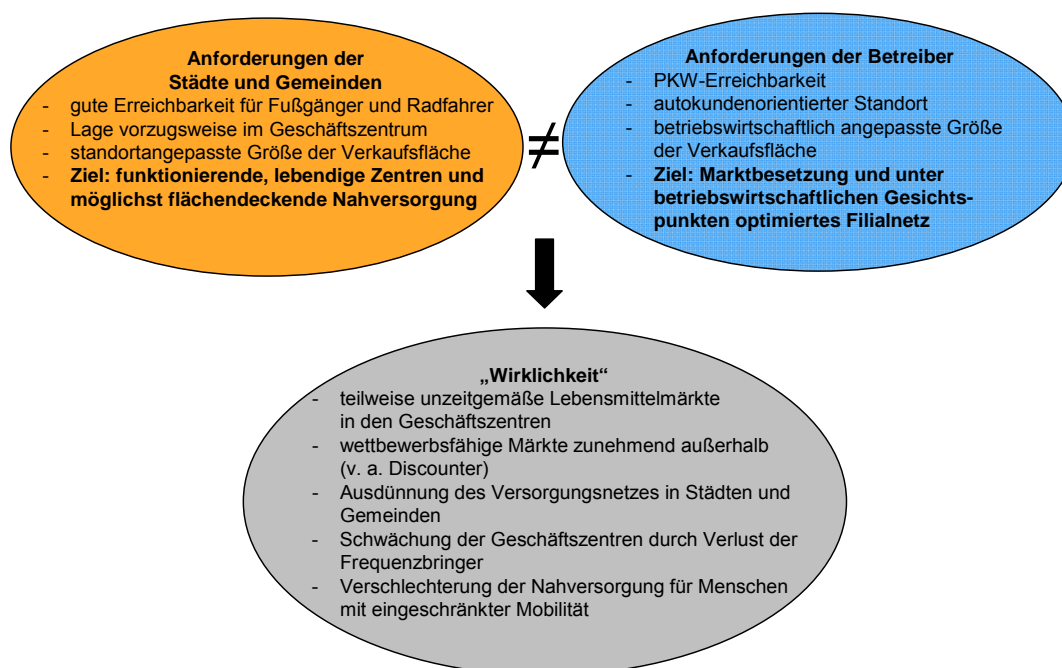 Anforderungen der
Städte und Gemeinden
- gute Erreichbarkeit für Fußgänger und Radfahrer
- Lage vorzugsweise im Geschäftszentrum
- standortangepasste Größe der Verkaufsfläche
- Ziel: funktionierende, lebendige Zentren und
möglichst flächendeckende Nahversorgung
≠
Anforderungen der Betreiber
- PKW-Erreichbarkeit
- autokundenorientierter Standort
- betriebswirtschaftlich angepasste Größe
der Verkaufsfläche
- Ziel: Marktbesetzung und unter
betriebswirtschaftlichen Gesichts-
punkten optimiertes Filialnetz
„Wirklichkeit“
- teilweise unzeitgemäße Lebensmittelmärkte
in den Geschäftszentren
- wettbewerbsfähige Märkte zunehmend außerhalb
(v. a. Discounter)
- Ausdünnung des Versorgungsnetzes in Städten und
Gemeinden
- Schwächung der Geschäftszentren durch Verlust der
Frequenzbringer
- Verschlechterung der Nahversorgung für Menschen
mit eingeschränkter Mobilität